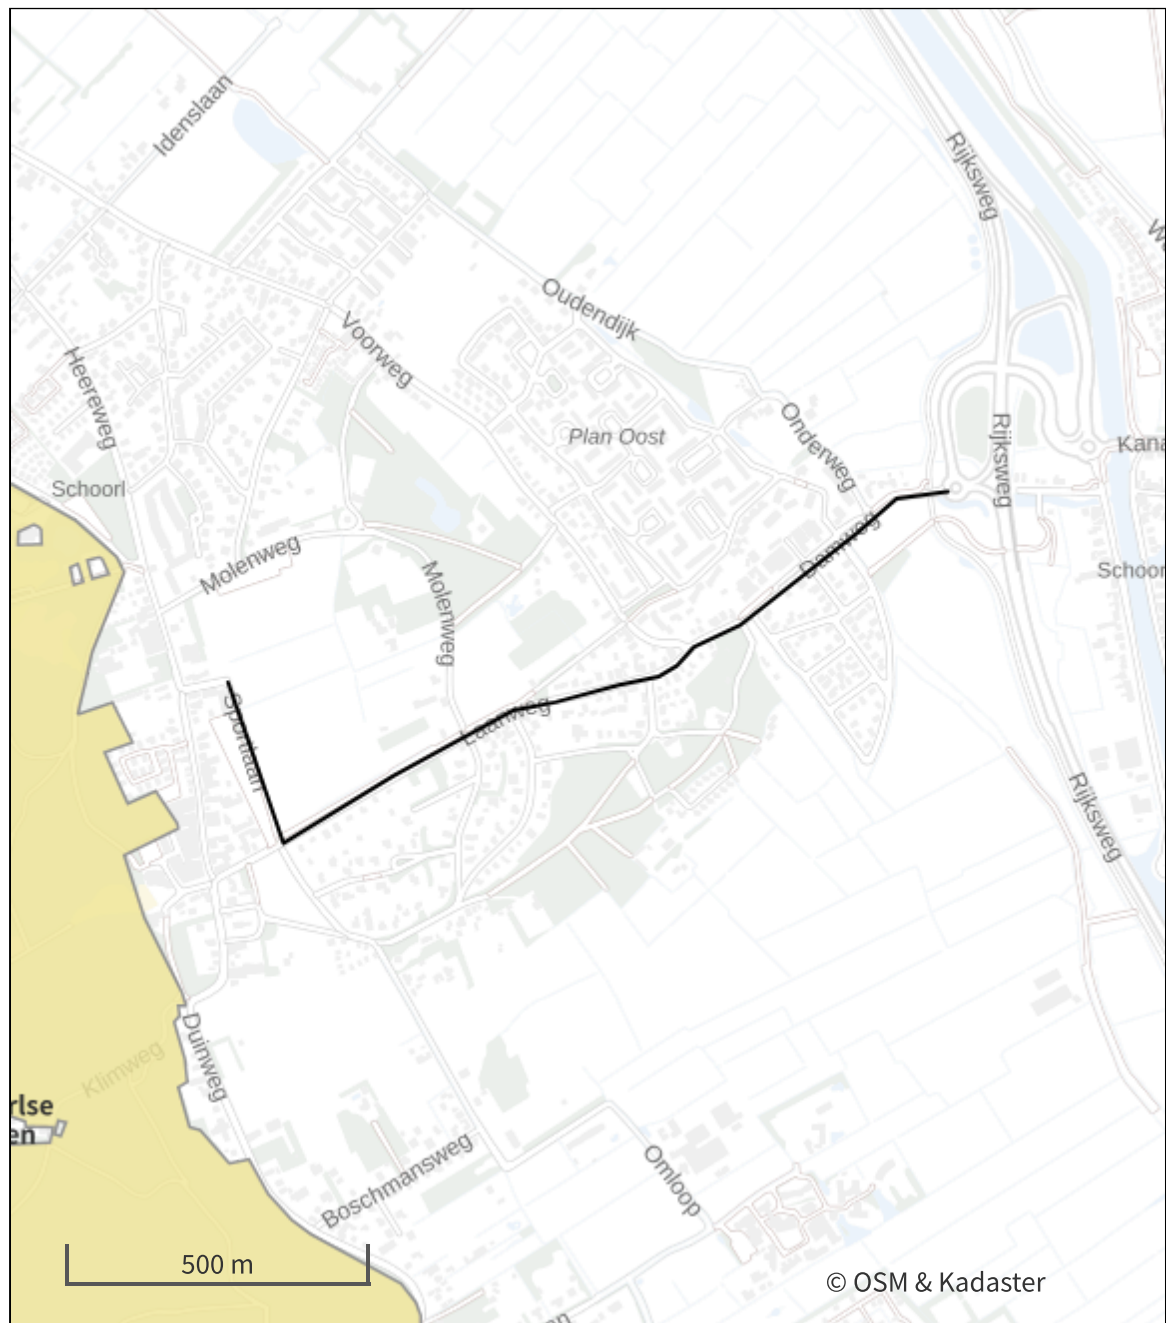 Idenslaan
Rijksweg
Oudendijk
Voorweg
Heereweg
Onderweg
Plan Oost
Rijksweg
Kana
Schoorl
Damweg
Molenweg
Molenweg
Schoor
Sportlaan
Laanweg
Rijksweg
Duinweg
Klimweg
rlse
en
Boschmansweg
Omloop
500 m
© OSM & Kadaster